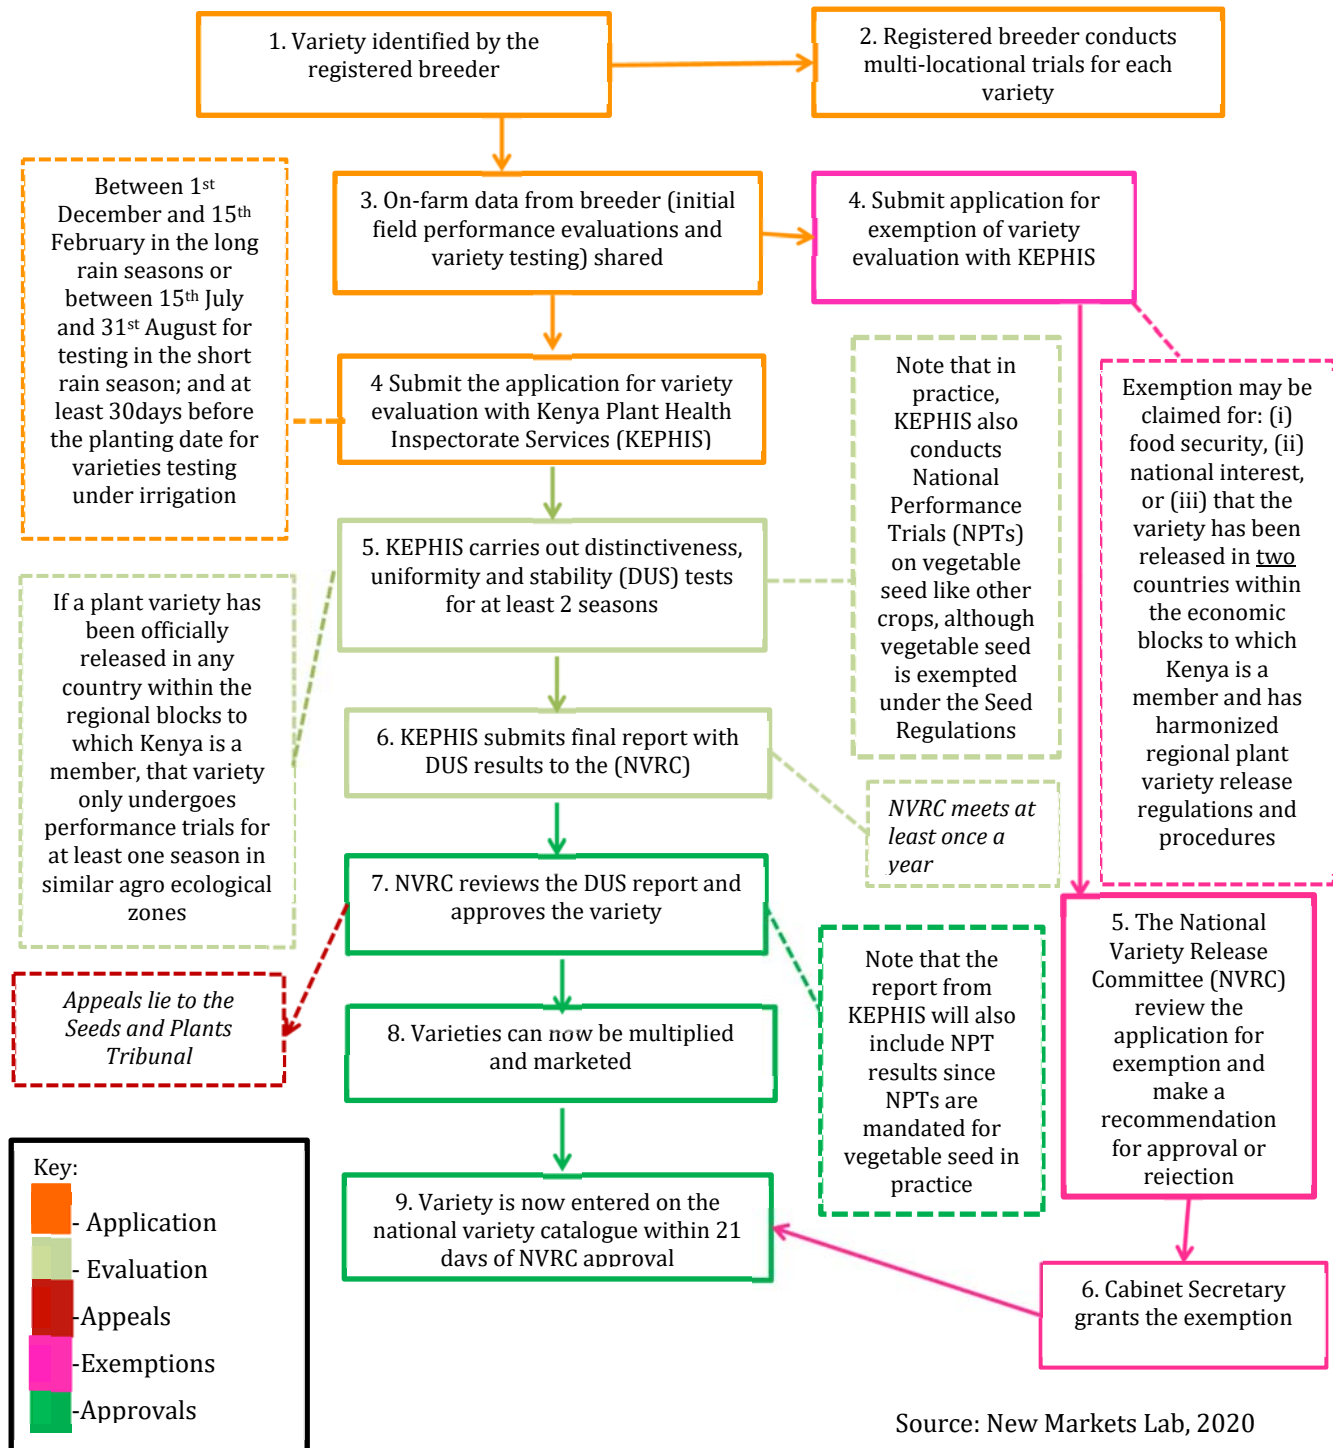 1. Variety identified by the
registered breeder
2. Registered breeder conducts
multi-locational trials for each
variety
Between 1st
December and 15th
February in the long
rain seasons or
between 15th July
and 31st August for
testing in the short
rain season; and at
least 30days before
the planting date for
varieties testing
under irrigation
3. On-farm data from breeder (initial
field performance evaluations and
variety testing) shared
4. Submit application for
exemption of variety
evaluation with KEPHIS
4 Submit the application for variety
evaluation with Kenya Plant Health
Inspectorate Services (KEPHIS)
Note that in
practice,
KEPHIS also
conducts
National
Performance
Trials (NPTs)
on vegetable
seed like other
crops, although
vegetable seed
is exempted
under the Seed
Regulations
Exemption may be
claimed for: (i)
food security, (ii)
national interest,
or (iii) that the
variety has been
released in two
countries within
the economic
blocks to which
Kenya is a
member and has
harmonized
regional plant
variety release
regulations and
procedures
5. KEPHIS carries out distinctiveness,
uniformity and stability (DUS) tests
for at least 2 seasons
If a plant variety has
been officially
released in any
country within the
regional blocks to
which Kenya is a
member, that variety
only undergoes
performance trials for
at least one season in
similar agro ecological
zones
6. KEPHIS submits final report with
DUS results to the (NVRC)
NVRC meets at
least once a
year
7. NVRC reviews the DUS report and
approves the variety
5. The National
Variety Release
Committee (NVRC)
review the
application for
exemption and
make a
recommendation
for approval or
rejection
Note that the
report from
KEPHIS will also
include NPT
results since
NPTs are
mandated for
vegetable seed in
practice
Appeals lie to the
Seeds and Plants
Tribunal
8. Varieties can now be multiplied
and marketed
9. Variety is now entered on the
national variety catalogue within 21
days of NVRC approval
6. Cabinet Secretary
grants the exemption
Key:
- Application
- Evaluation
-Appeals
-Exemptions
-Approvals
Source: New Markets Lab, 2020